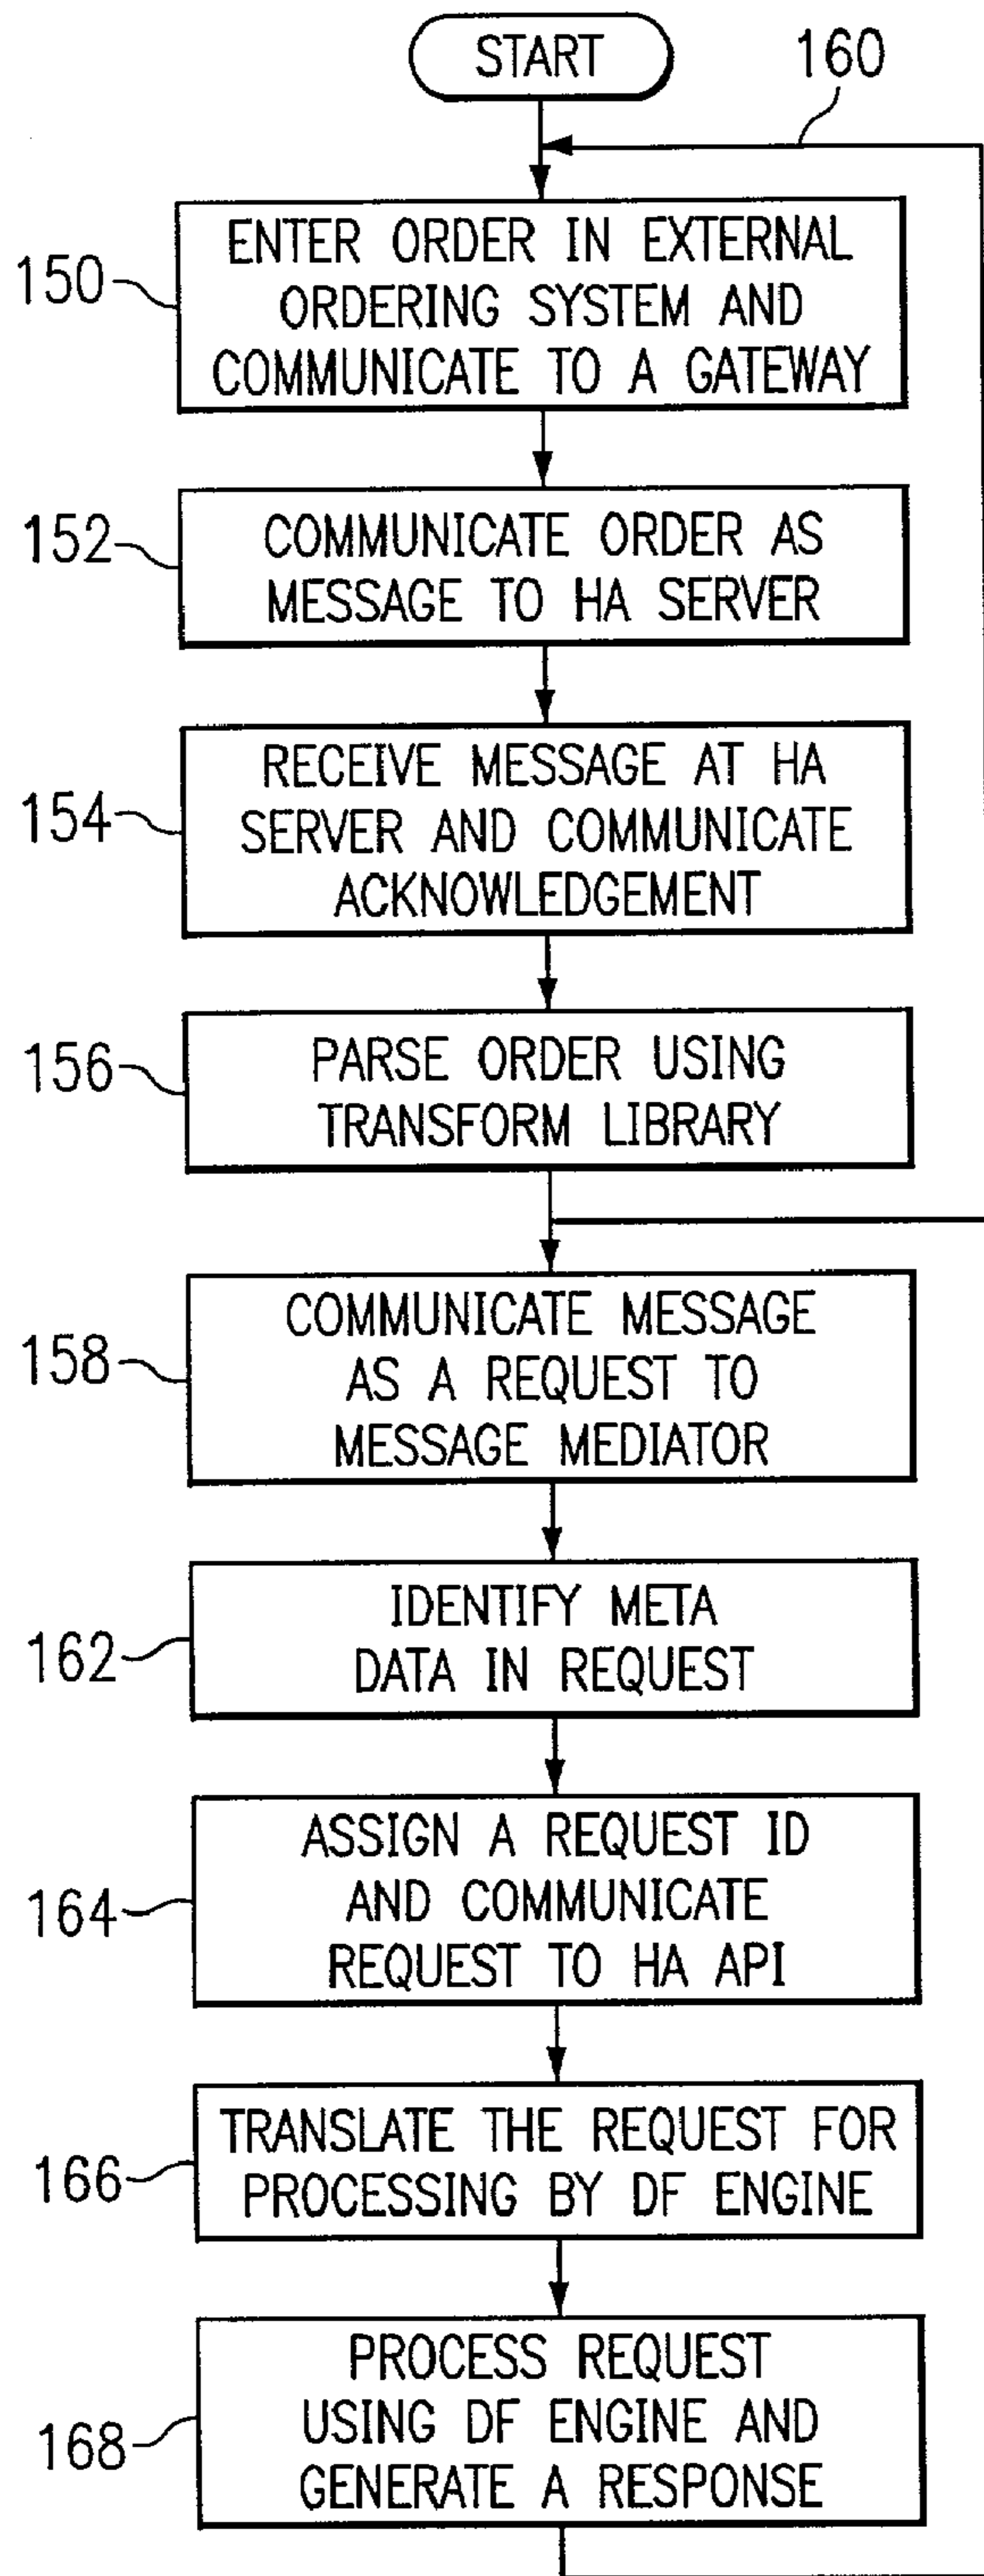 START
160
150
ENTER ORDER IN EXTERNAL
ORDERING SYSTEM AND
COMMUNICATE TO A GATEWAY
152
COMMUNICATE ORDER AS
MESSAGE TO HA SERVER
154
RECEIVE MESSAGE AT HA
SERVER AND COMMUNICATE
ACKNOWLEDGEMENT
156
PARSE ORDER USING
TRANSFORM LIBRARY
158
COMMUNICATE MESSAGE
AS A REQUEST TO
MESSAGE MEDIATOR
162
IDENTIFY META
DATA IN REQUEST
164
ASSIGN A REQUEST ID
AND COMMUNICATE
REQUEST TO HA API
166
TRANSLATE THE REQUEST FOR
PROCESSING BY DF ENGINE
168
PROCESS REQUEST
USING DF ENGINE AND
GENERATE A RESPONSE